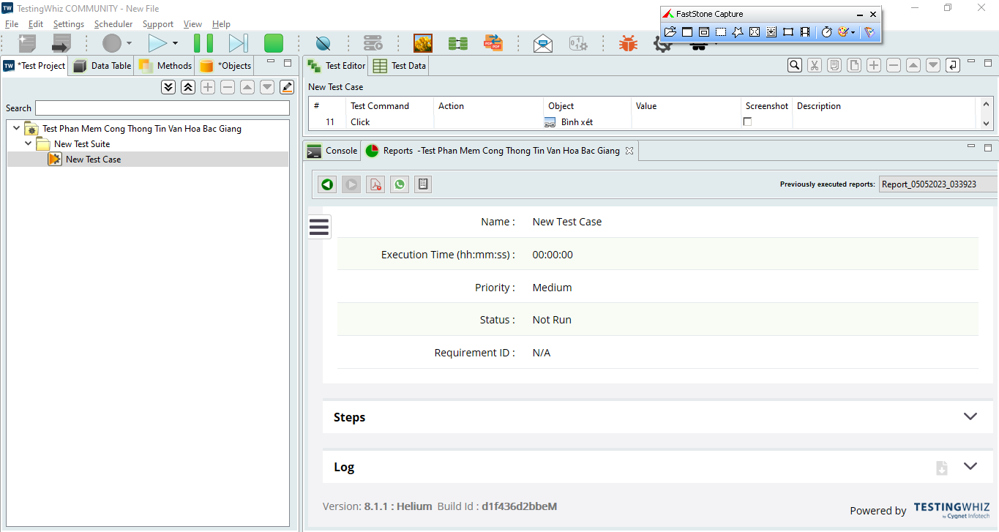 TestingWhiz COMMUNITY - New File
FastStone Capture
File Edit Settings Scheduler Support View Help
*Test Project Data Table Methods *Objects
Test Editor Test Data
New Test Case
# Test Command Action Object Value Screenshot Description
11 Click Bình xét
Search
Test Phan Mem Cong Thong Tin Van Hoa Bac Giang
New Test Suite
New Test Case
Console Reports -Test Phan Mem Cong Thong Tin Van Hoa Bac Giang
Previously executed reports: Report_05052023_033923
Name : New Test Case
Execution Time (hh:mm:ss) : 00:00:00
Priority : Medium
Status : Not Run
Requirement ID : N/A
Steps
Log
Version: 8.1.1 : Helium Build Id : d1f436d2bbeM
Powered by TESTINGWHIZ
by Cygnet Infotech